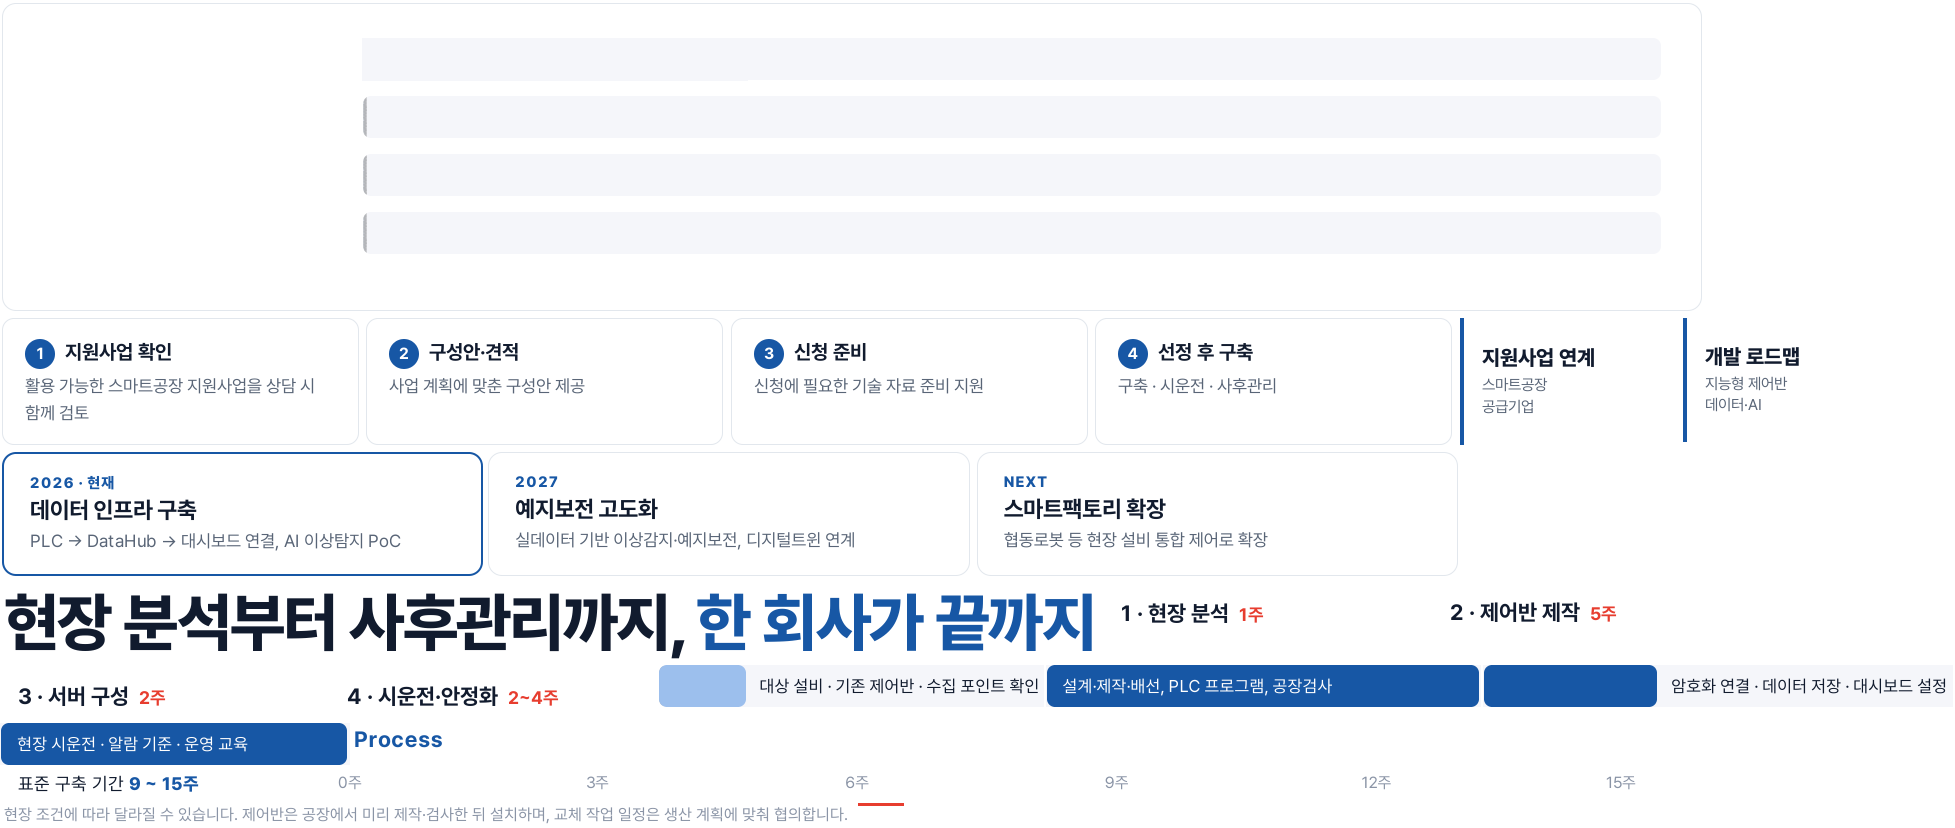 1 지원사업 확인
활용 가능한 스마트공장 지원사업을 상담 시
함께 검토
2 구성안·견적
사업 계획에 맞춘 구성안 제공
3 신청 준비
신청에 필요한 기술 자료 준비 지원
4 선정 후 구축
구축 · 시운전 · 사후관리
지원사업 연계
스마트공장
공급기업
개발 로드맵
지능형 제어반
데이터·AI
2026 · 현재
데이터 인프라 구축
PLC → DataHub → 대시보드 연결, AI 이상탐지 PoC
2027
예지보전 고도화
실데이터 기반 이상감지·예지보전, 디지털트윈 연계
NEXT
스마트팩토리 확장
협동로봇 등 현장 설비 통합 제어로 확장
현장 분석부터 사후관리까지, 한 회사가 끝까지
1 · 현장 분석 1주
2 · 제어반 제작 5주
3 · 서버 구성 2주
4 · 시운전·안정화 2~4주
대상 설비 · 기존 제어반 · 수집 포인트 확인
설계·제작·배선, PLC 프로그램, 공장검사
암호화 연결 · 데이터 저장 · 대시보드 설정
현장 시운전 · 알람 기준 · 운영 교육
Process
표준 구축 기간 9 ~ 15주
0주 3주 6주 9주 12주 15주
현장 조건에 따라 달라질 수 있습니다. 제어반은 공장에서 미리 제작·검사한 뒤 설치하며, 교체 작업 일정은 생산 계획에 맞춰 협의합니다.